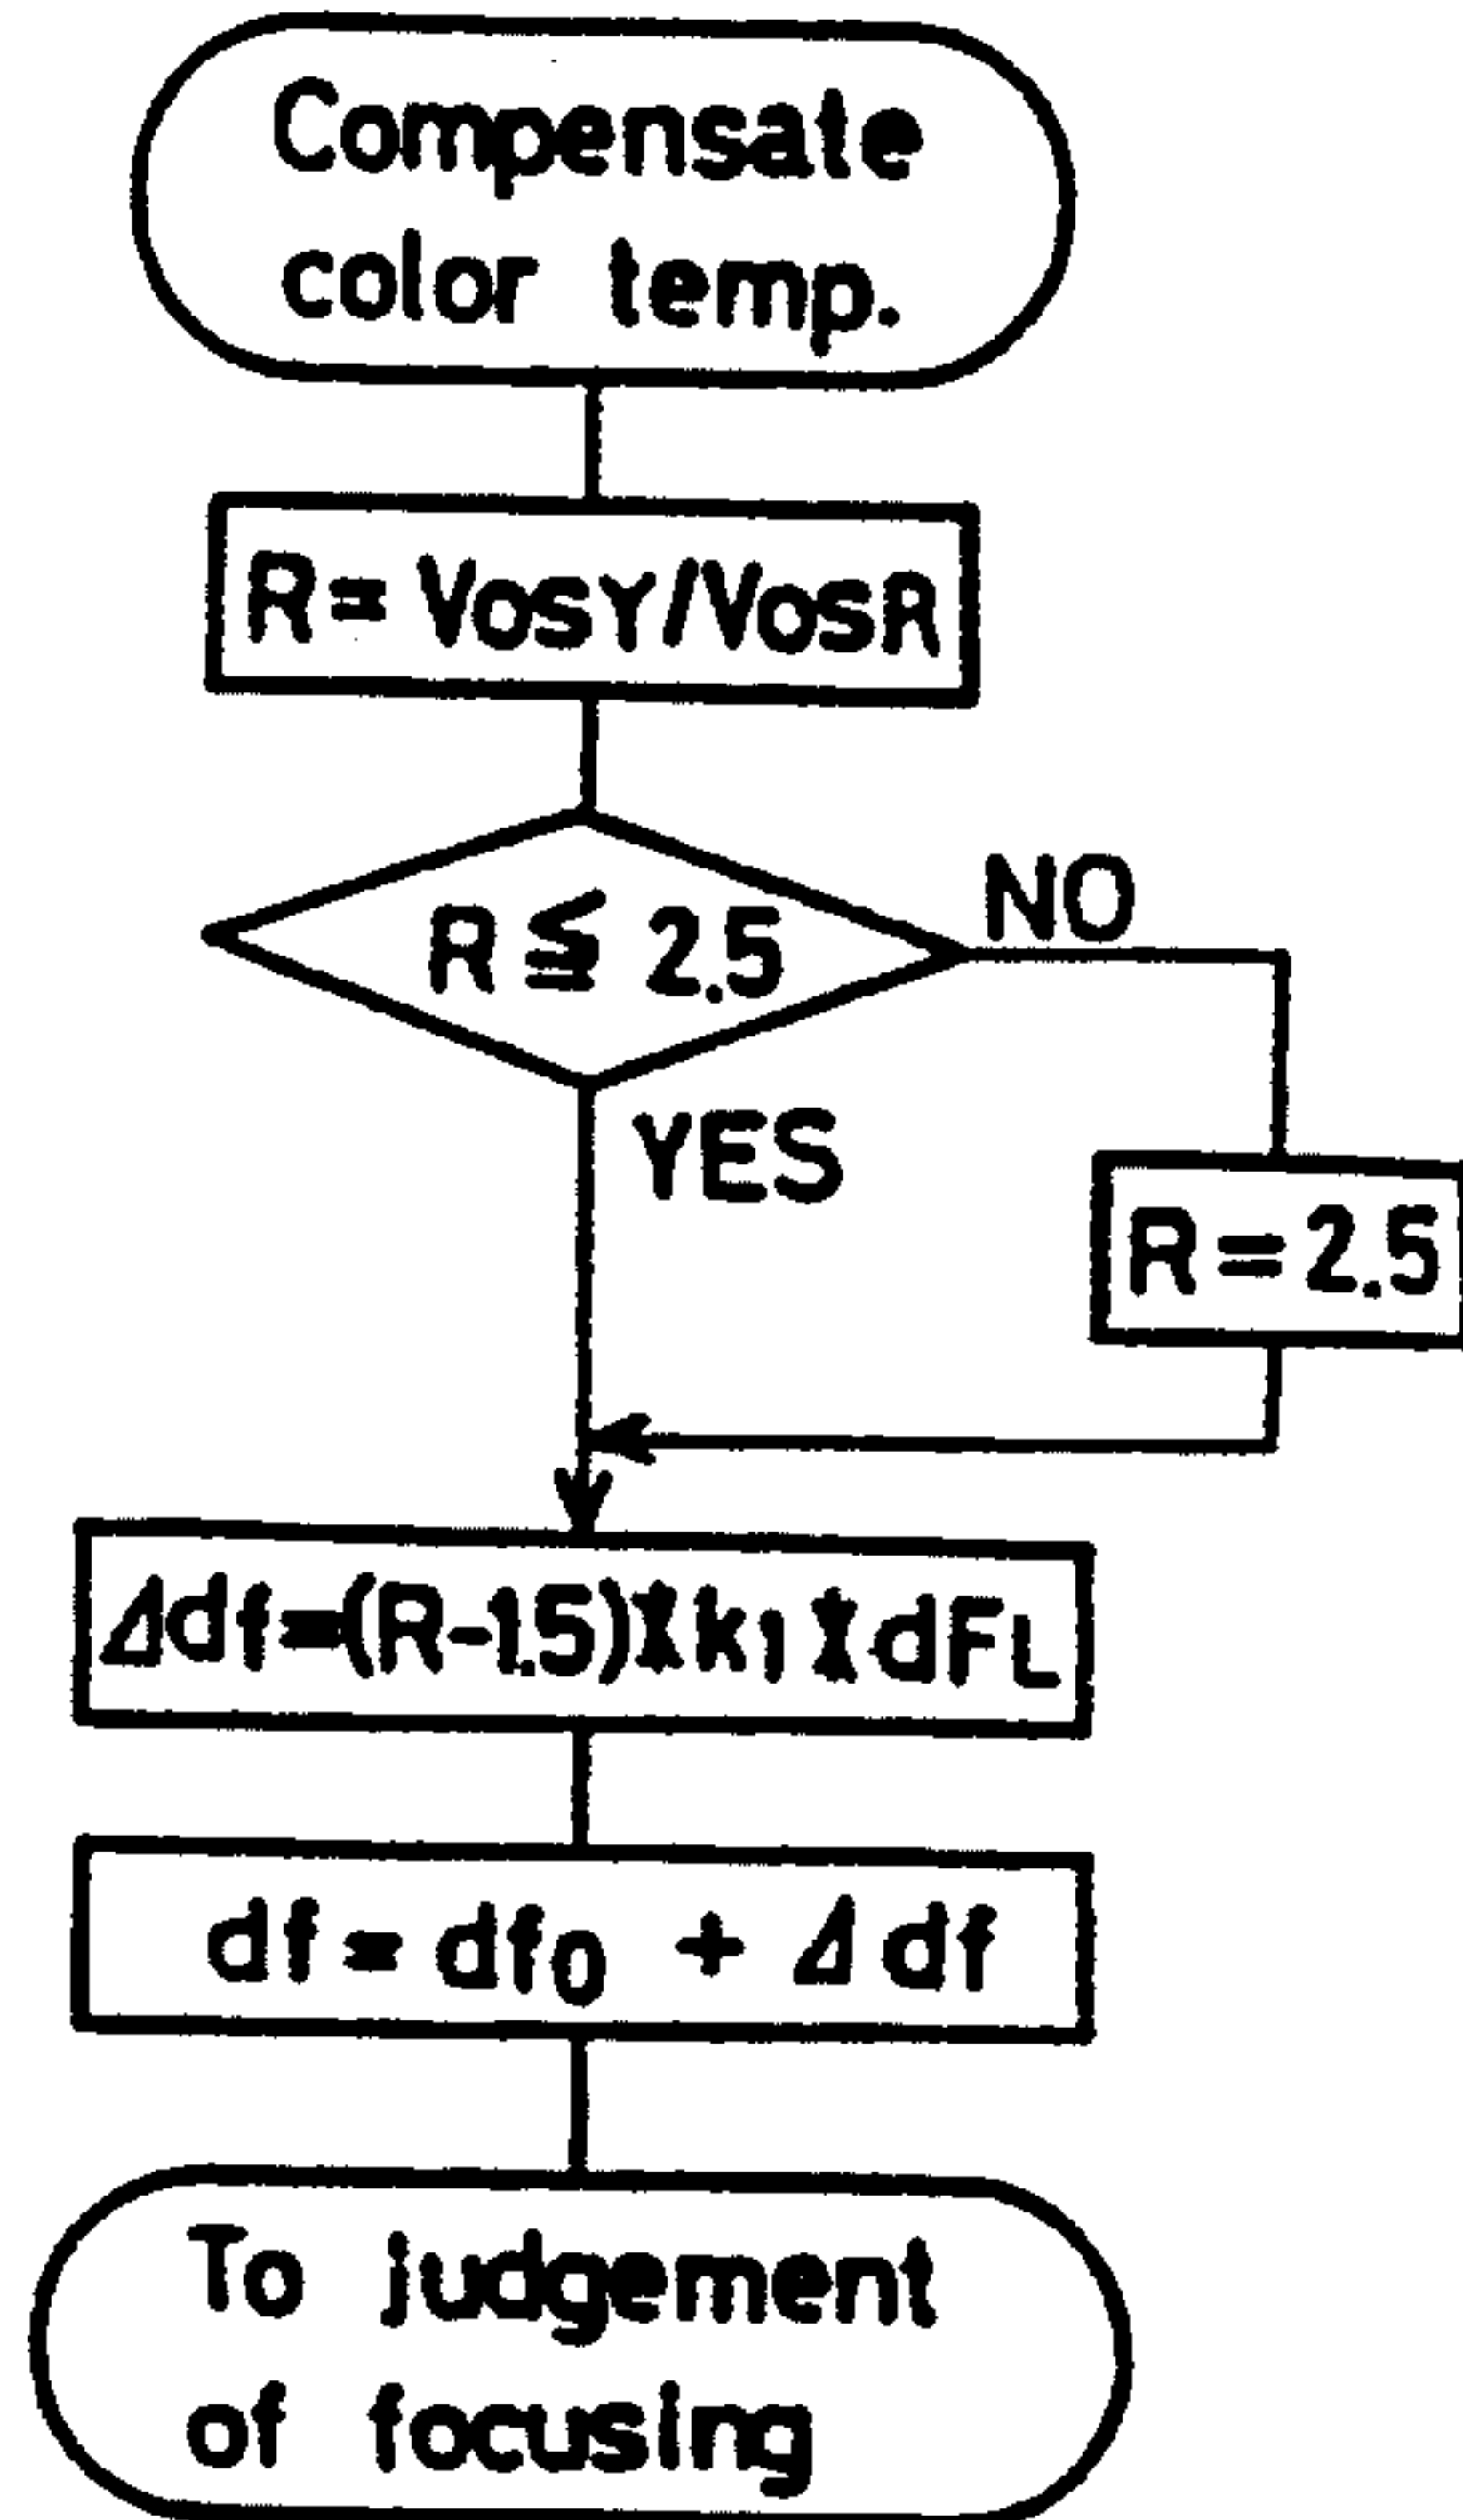 Compensate
color temp.
R = VosY/VosR
R ≦ 2.5
NO
YES
R = 2.5
Δdf=(R-1.5)×k1×dFL
df = df0 + Δdf
To judgement
of focusing